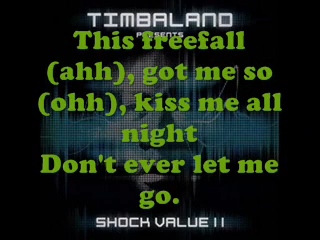 TIMBALAND
PRESENTS
This freefall
(ahh), got me so
(ohh), kiss me all
night
Don't ever let me
go.
SHOCK VALUE II